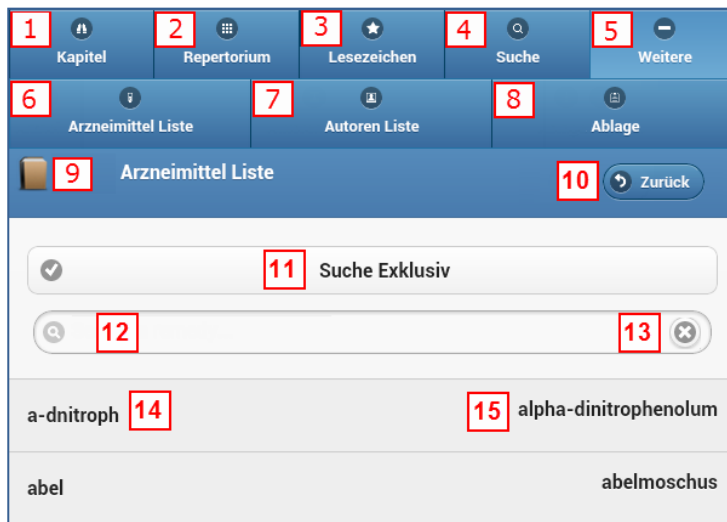 1 2 3 4 5
Kapitel Repertorium Lesezeichen Suche Weitere
6 7 8
Arzneimittel Liste Autoren Liste Ablage
9 Arzneimittel Liste 10 Zurück
11 Suche Exklusiv
12 13
a-dnitroph 14 15 alpha-dinitrophenolum
abel abelmoschus